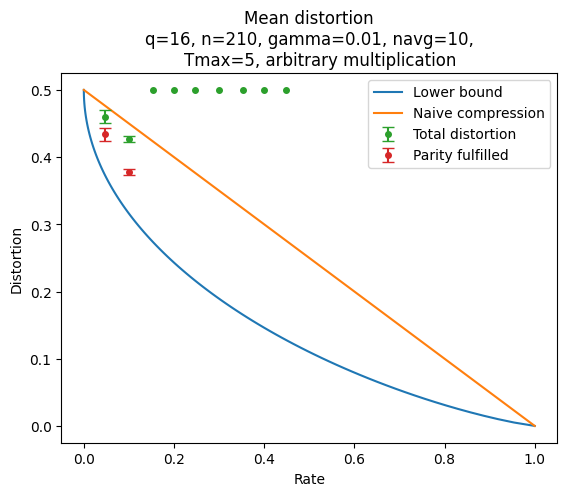 Mean distortion
q=16, n=210, gamma=0.01, navg=10,
Tmax=5, arbitrary multiplication
Lower bound
Naive compression
Total distortion
Parity fulfilled
Distortion
0.5
0.4
0.3
0.2
0.1
0.0
0.0 0.2 0.4 0.6 0.8 1.0
Rate